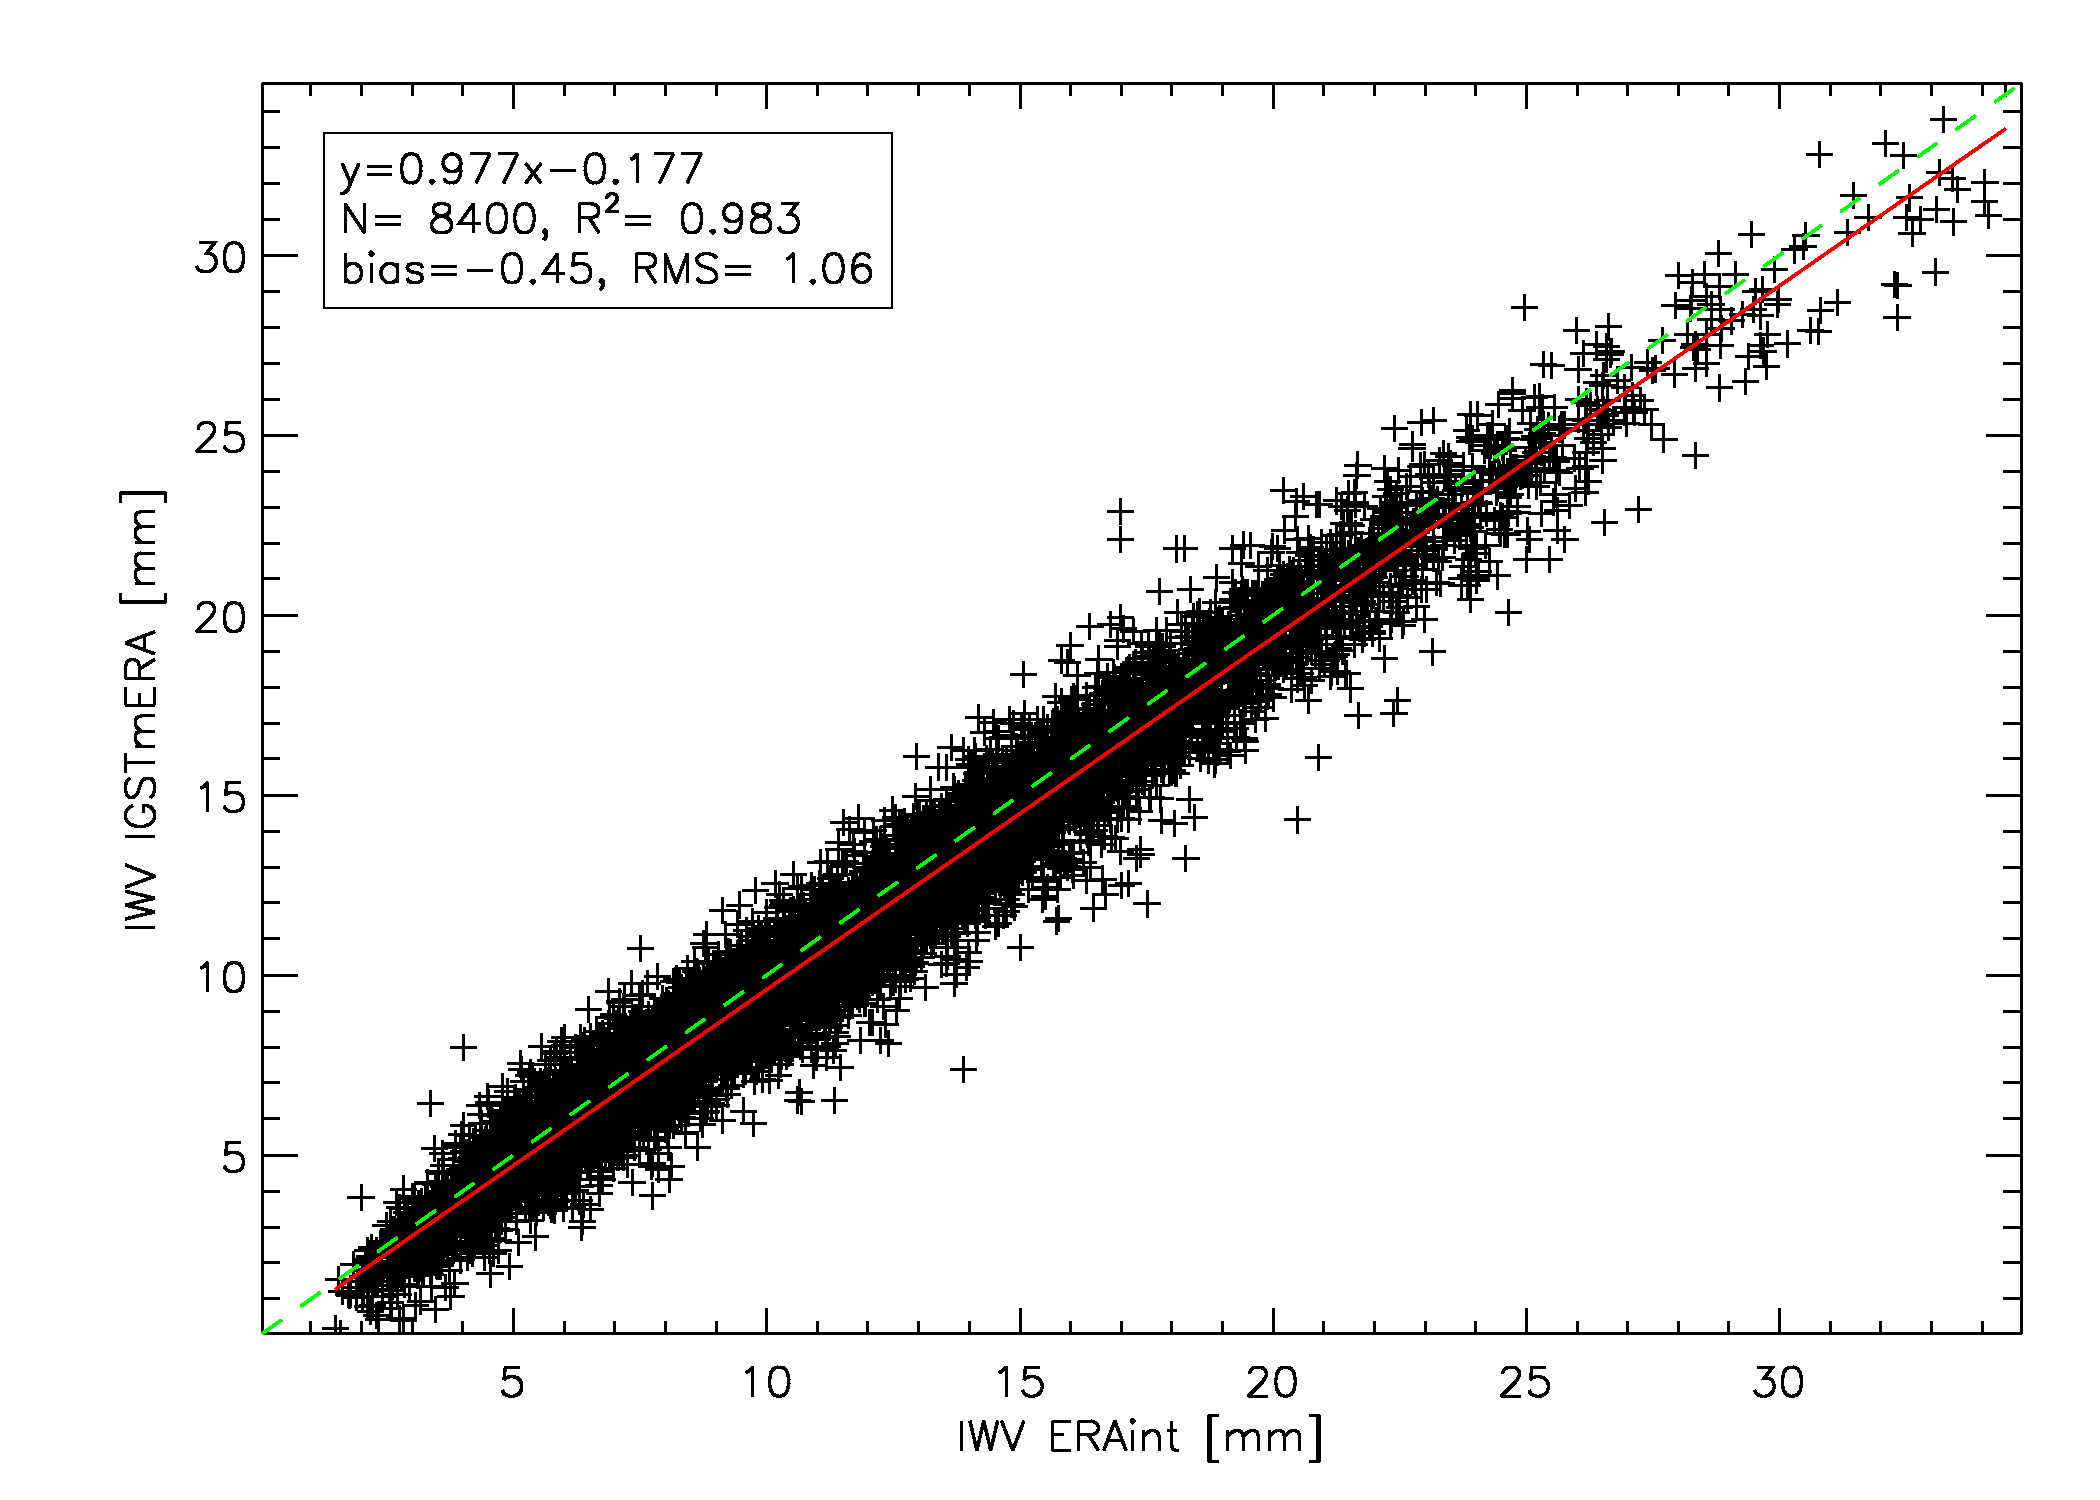 y=0.977x−0.177
N= 8400, R²= 0.983
bias=−0.45, RMS= 1.06
30
25
20
15
10
5
IWV IGSTmERA [mm]
5 10 15 20 25 30
IWV ERAint [mm]